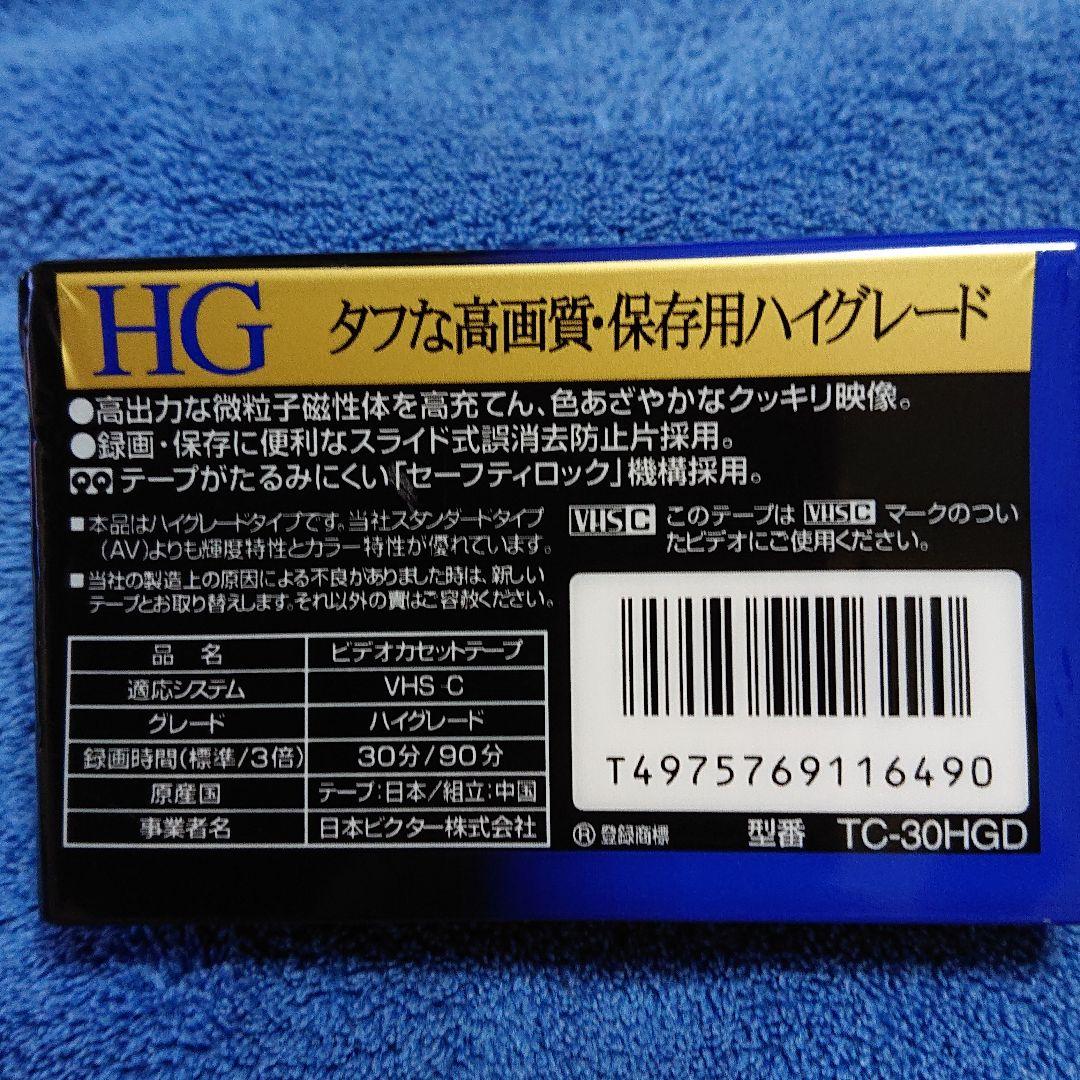 HG タフな高画質・保存用ハイグレード
●高出力な微粒子磁性体を高充てん、色あざやかなクッキリ映像。
●録画・保存に便利なスライド式誤消去防止片採用。
テープがたるみにくい「セーフティロック」機構採用。
■本品はハイグレードタイプです。当社スタンダードタイプ
(AV)よりも輝度特性とカラー特性が優れています。
■当社の製造上の原因による不良がありました時は、新しい
テープとお取り替えします。それ以外の責はご容赦ください。
VHS C このテープは VHS C マークのつい
たビデオにご使用ください。
品名 ビデオカセットテープ
適応システム VHS C
グレード ハイグレード
録画時間(標準/3倍) 30分/90分
原産国 テープ:日本/組立:中国
事業者名 日本ビクター株式会社
T4975769116490
®登録商標 型番 TC-30HGD